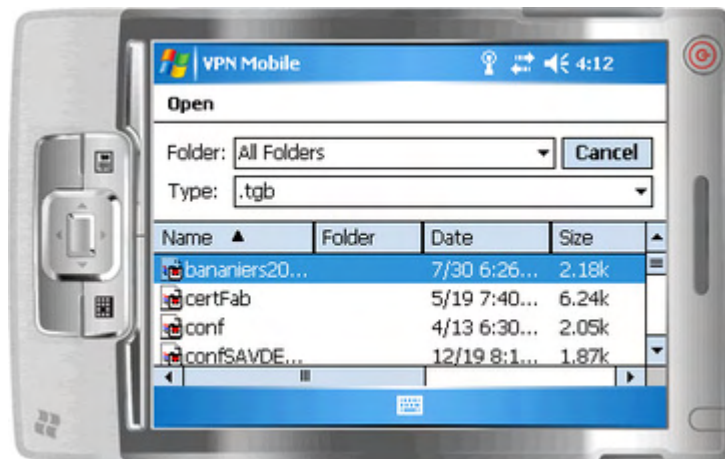 VPN Mobile 4:12
Open
Folder: All Folders Cancel
Type: .tgb
Name Folder Date Size
bananiers20... 7/30 6:26... 2.18k
certFab 5/19 7:40... 6.24k
conf 4/13 6:30... 2.05k
confSAVDE... 12/19 8:1... 1.87k